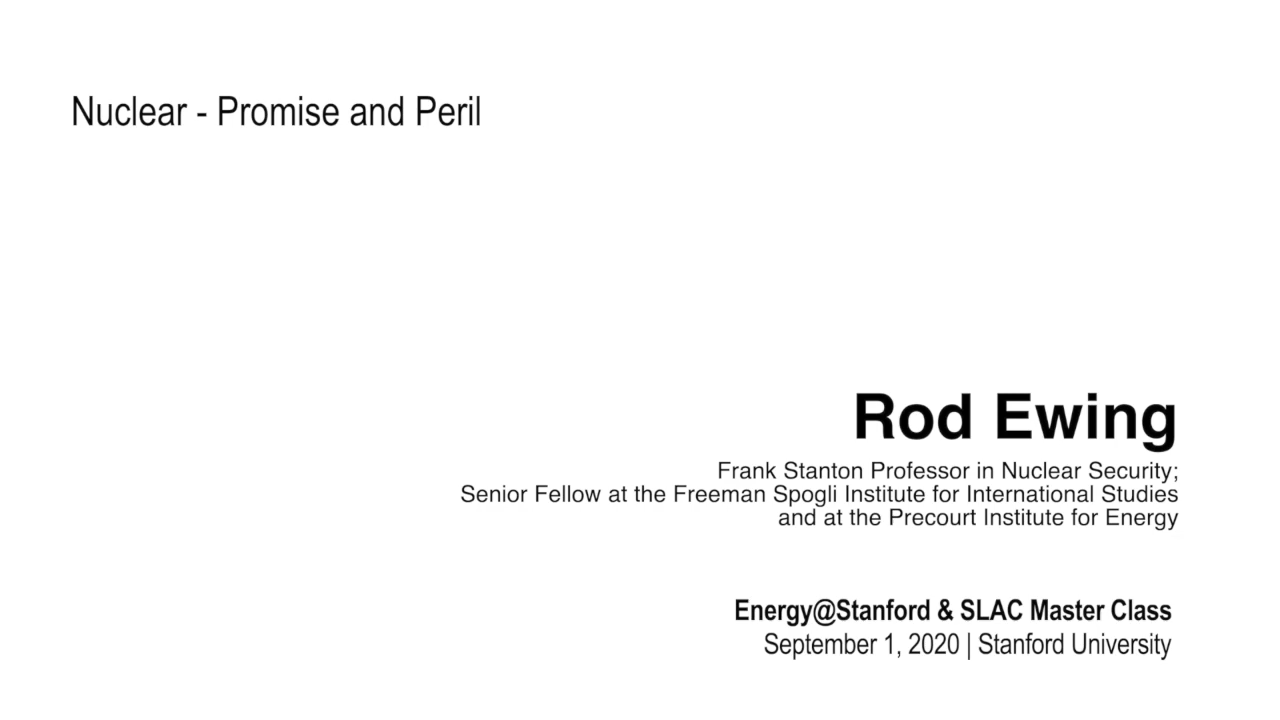 Nuclear - Promise and Peril
Rod Ewing
Frank Stanton Professor in Nuclear Security;
Senior Fellow at the Freeman Spogli Institute for International Studies
and at the Precourt Institute for Energy
Energy@Stanford & SLAC Master Class
September 1, 2020 | Stanford University